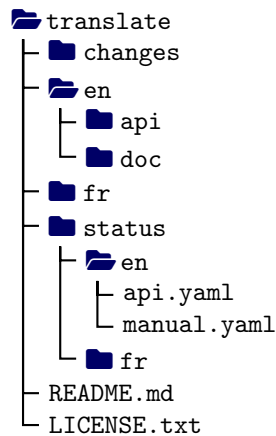 translate
changes
en
api
doc
fr
status
en
api.yaml
manual.yaml
fr
README.md
LICENSE.txt